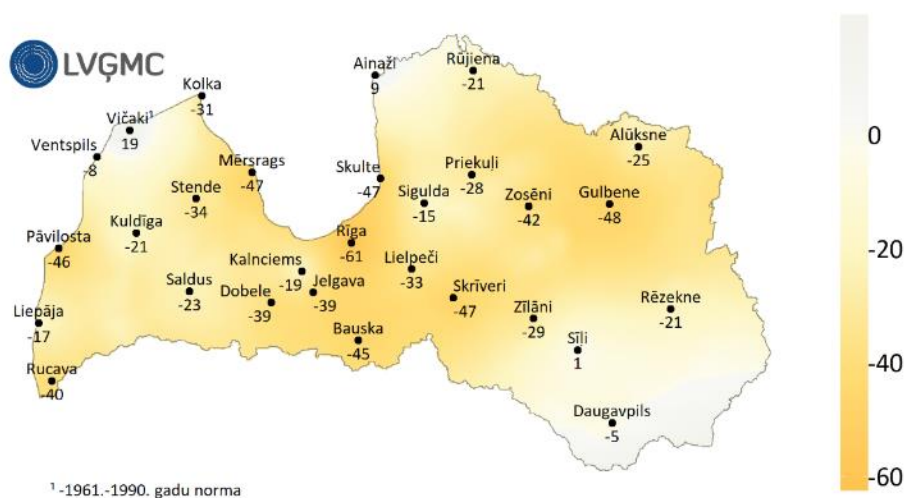 LVĢMC
Ainaži
9
Rūjiena
-21
Kolka
-31
Vičaki¹
19
Ventspils
-8
Mērsrags
-47
Skulte
-47
Alūksne
-25
Priekuļi
-28
Stende
-34
Sigulda
-15
Zosēni
-42
Gulbene
-48
Kuldīga
-21
Pāvilosta
-46
Rīga
-61
Kalnciems
-19
Lielpeči
-33
Saldus
-23
Dobele
-39
Jelgava
-39
Skrīveri
-47
Zīlāni
-29
Rēzekne
-21
Liepāja
-17
Bauska
-45
Sīļi
1
Rucava
-40
Daugavpils
-5
0
-20
-40
-60
¹ -1961.-1990. gadu norma